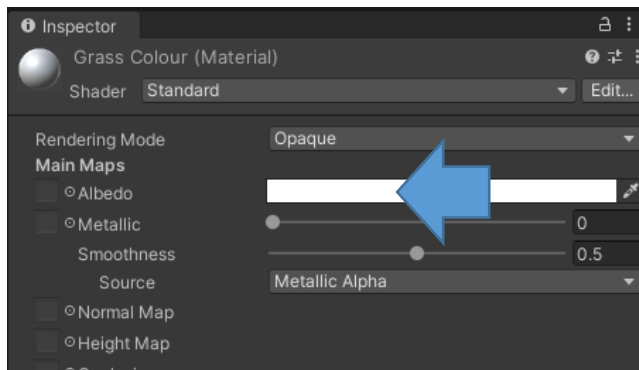 Inspector
Grass Colour (Material)
Shader Standard Edit...
Rendering Mode Opaque
Main Maps
Albedo
Metallic 0
Smoothness 0.5
Source Metallic Alpha
Normal Map
Height Map